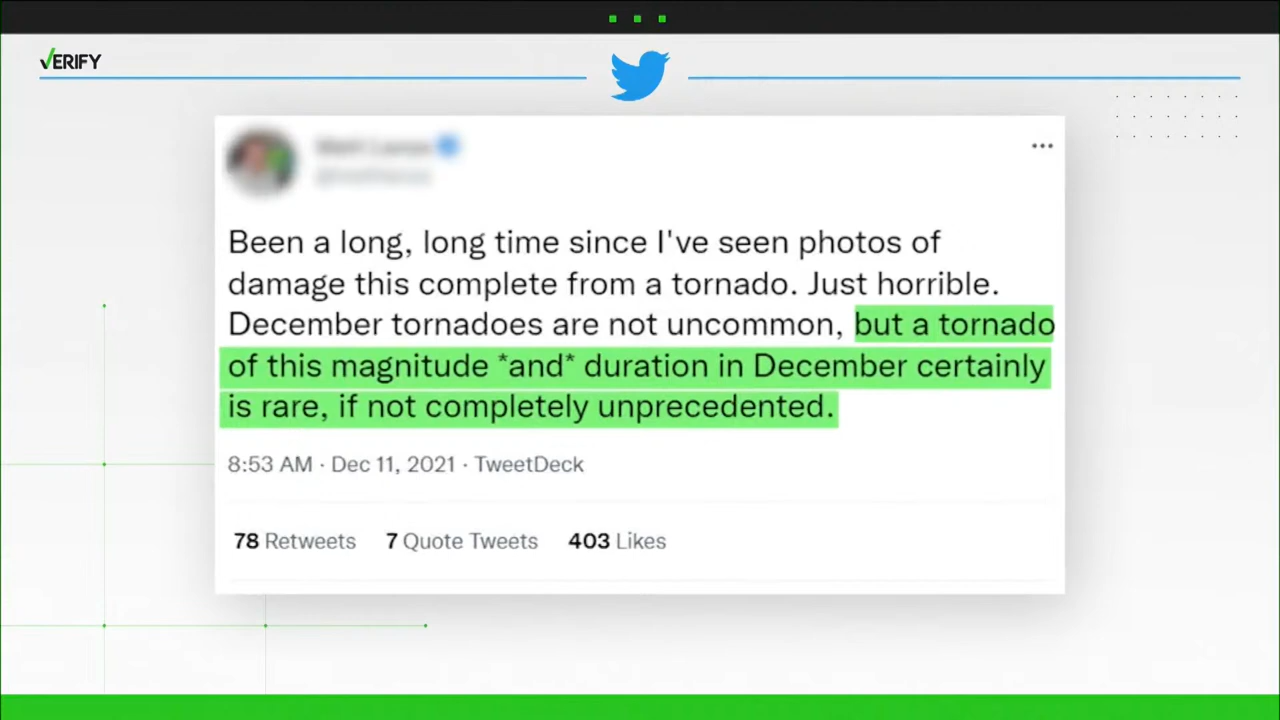 VERIFY
Been a long, long time since I've seen photos of
damage this complete from a tornado. Just horrible.
December tornadoes are not uncommon, but a tornado
of this magnitude *and* duration in December certainly
is rare, if not completely unprecedented.
8:53 AM · Dec 11, 2021 · TweetDeck
78 Retweets 7 Quote Tweets 403 Likes